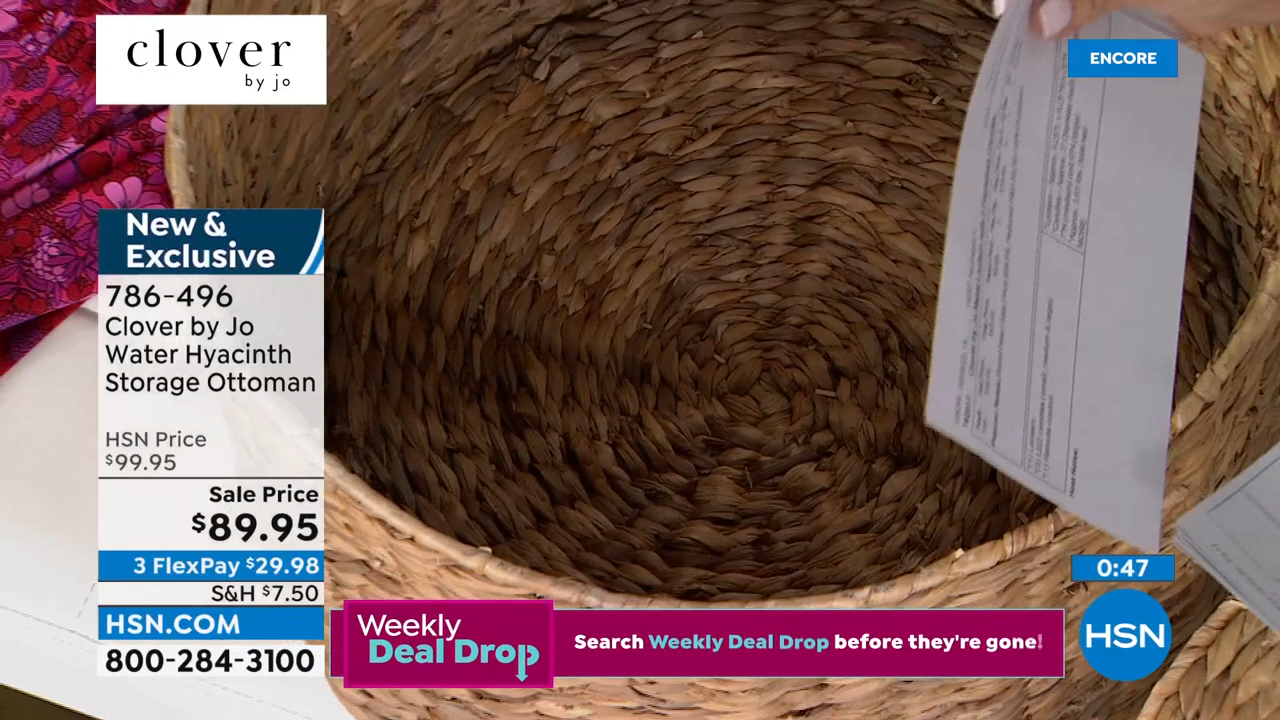 clover
by jo
ENCORE
New &
Exclusive
786-496
Clover by Jo
Water Hyacinth
Storage Ottoman
HSN Price
$99.95
Sale Price
$89.95
3 FlexPay $29.98
S&H $7.50
HSN.COM
800-284-3100
Weekly
Deal Drop
Search Weekly Deal Drop before they're gone!
0:47
HSN